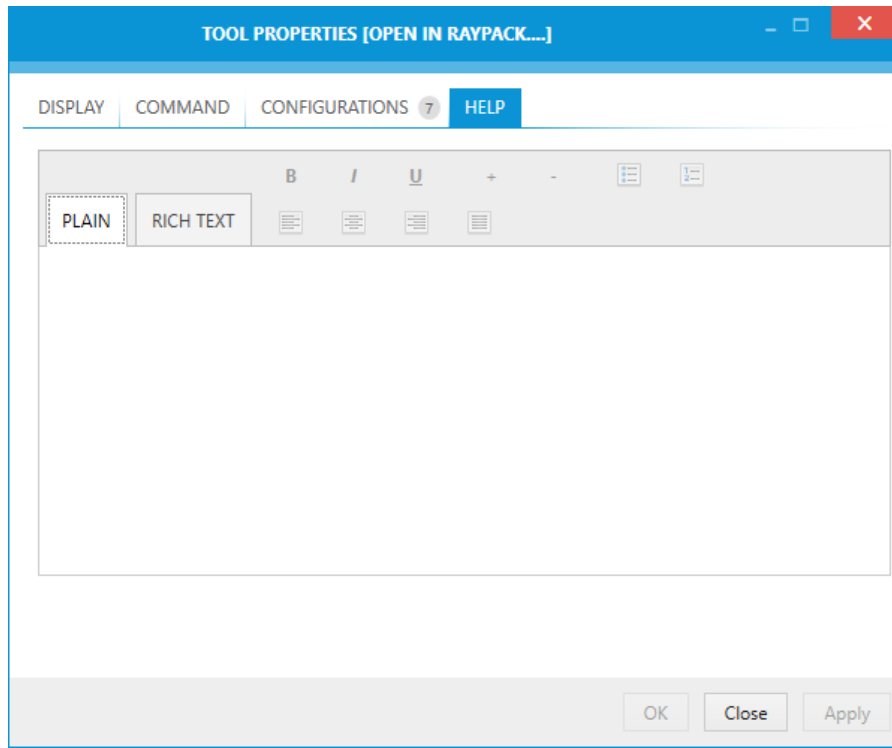 TOOL PROPERTIES [OPEN IN RAYPACK....]
DISPLAY COMMAND CONFIGURATIONS 7 HELP
B I U + -
PLAIN RICH TEXT
OK Close Apply